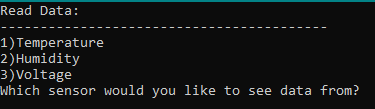 Read Data:
-----------------------------------------
1)Temperature
2)Humidity
3)Voltage
Which sensor would you like to see data from?